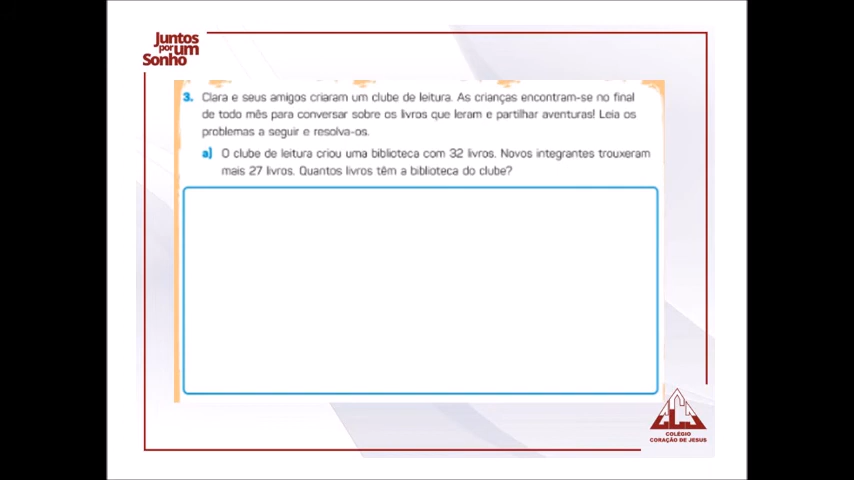 Juntos
por um
Sonho
3. Clara e seus amigos criaram um clube de leitura. As crianças encontram-se no final
de todo mês para conversar sobre os livros que leram e partilhar aventuras! Leia os
problemas a seguir e resolva-os.
a) O clube de leitura criou uma biblioteca com 32 livros. Novos integrantes trouxeram
mais 27 livros. Quantos livros têm a biblioteca do clube?
COLÉGIO
CORAÇÃO DE JESUS